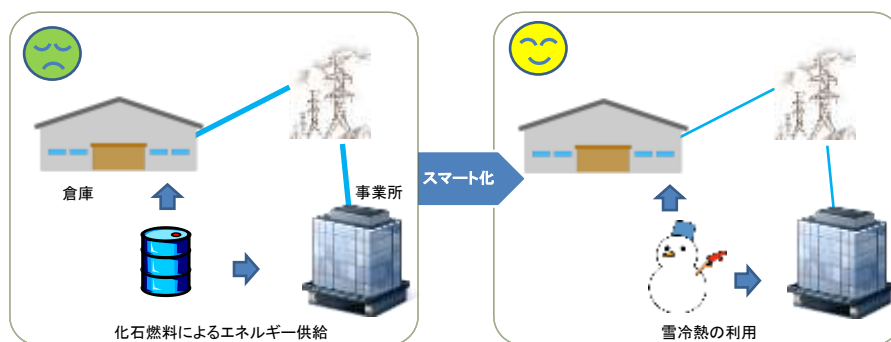 倉庫
事業所
化石燃料によるエネルギー供給
スマート化
雪冷熱の利用